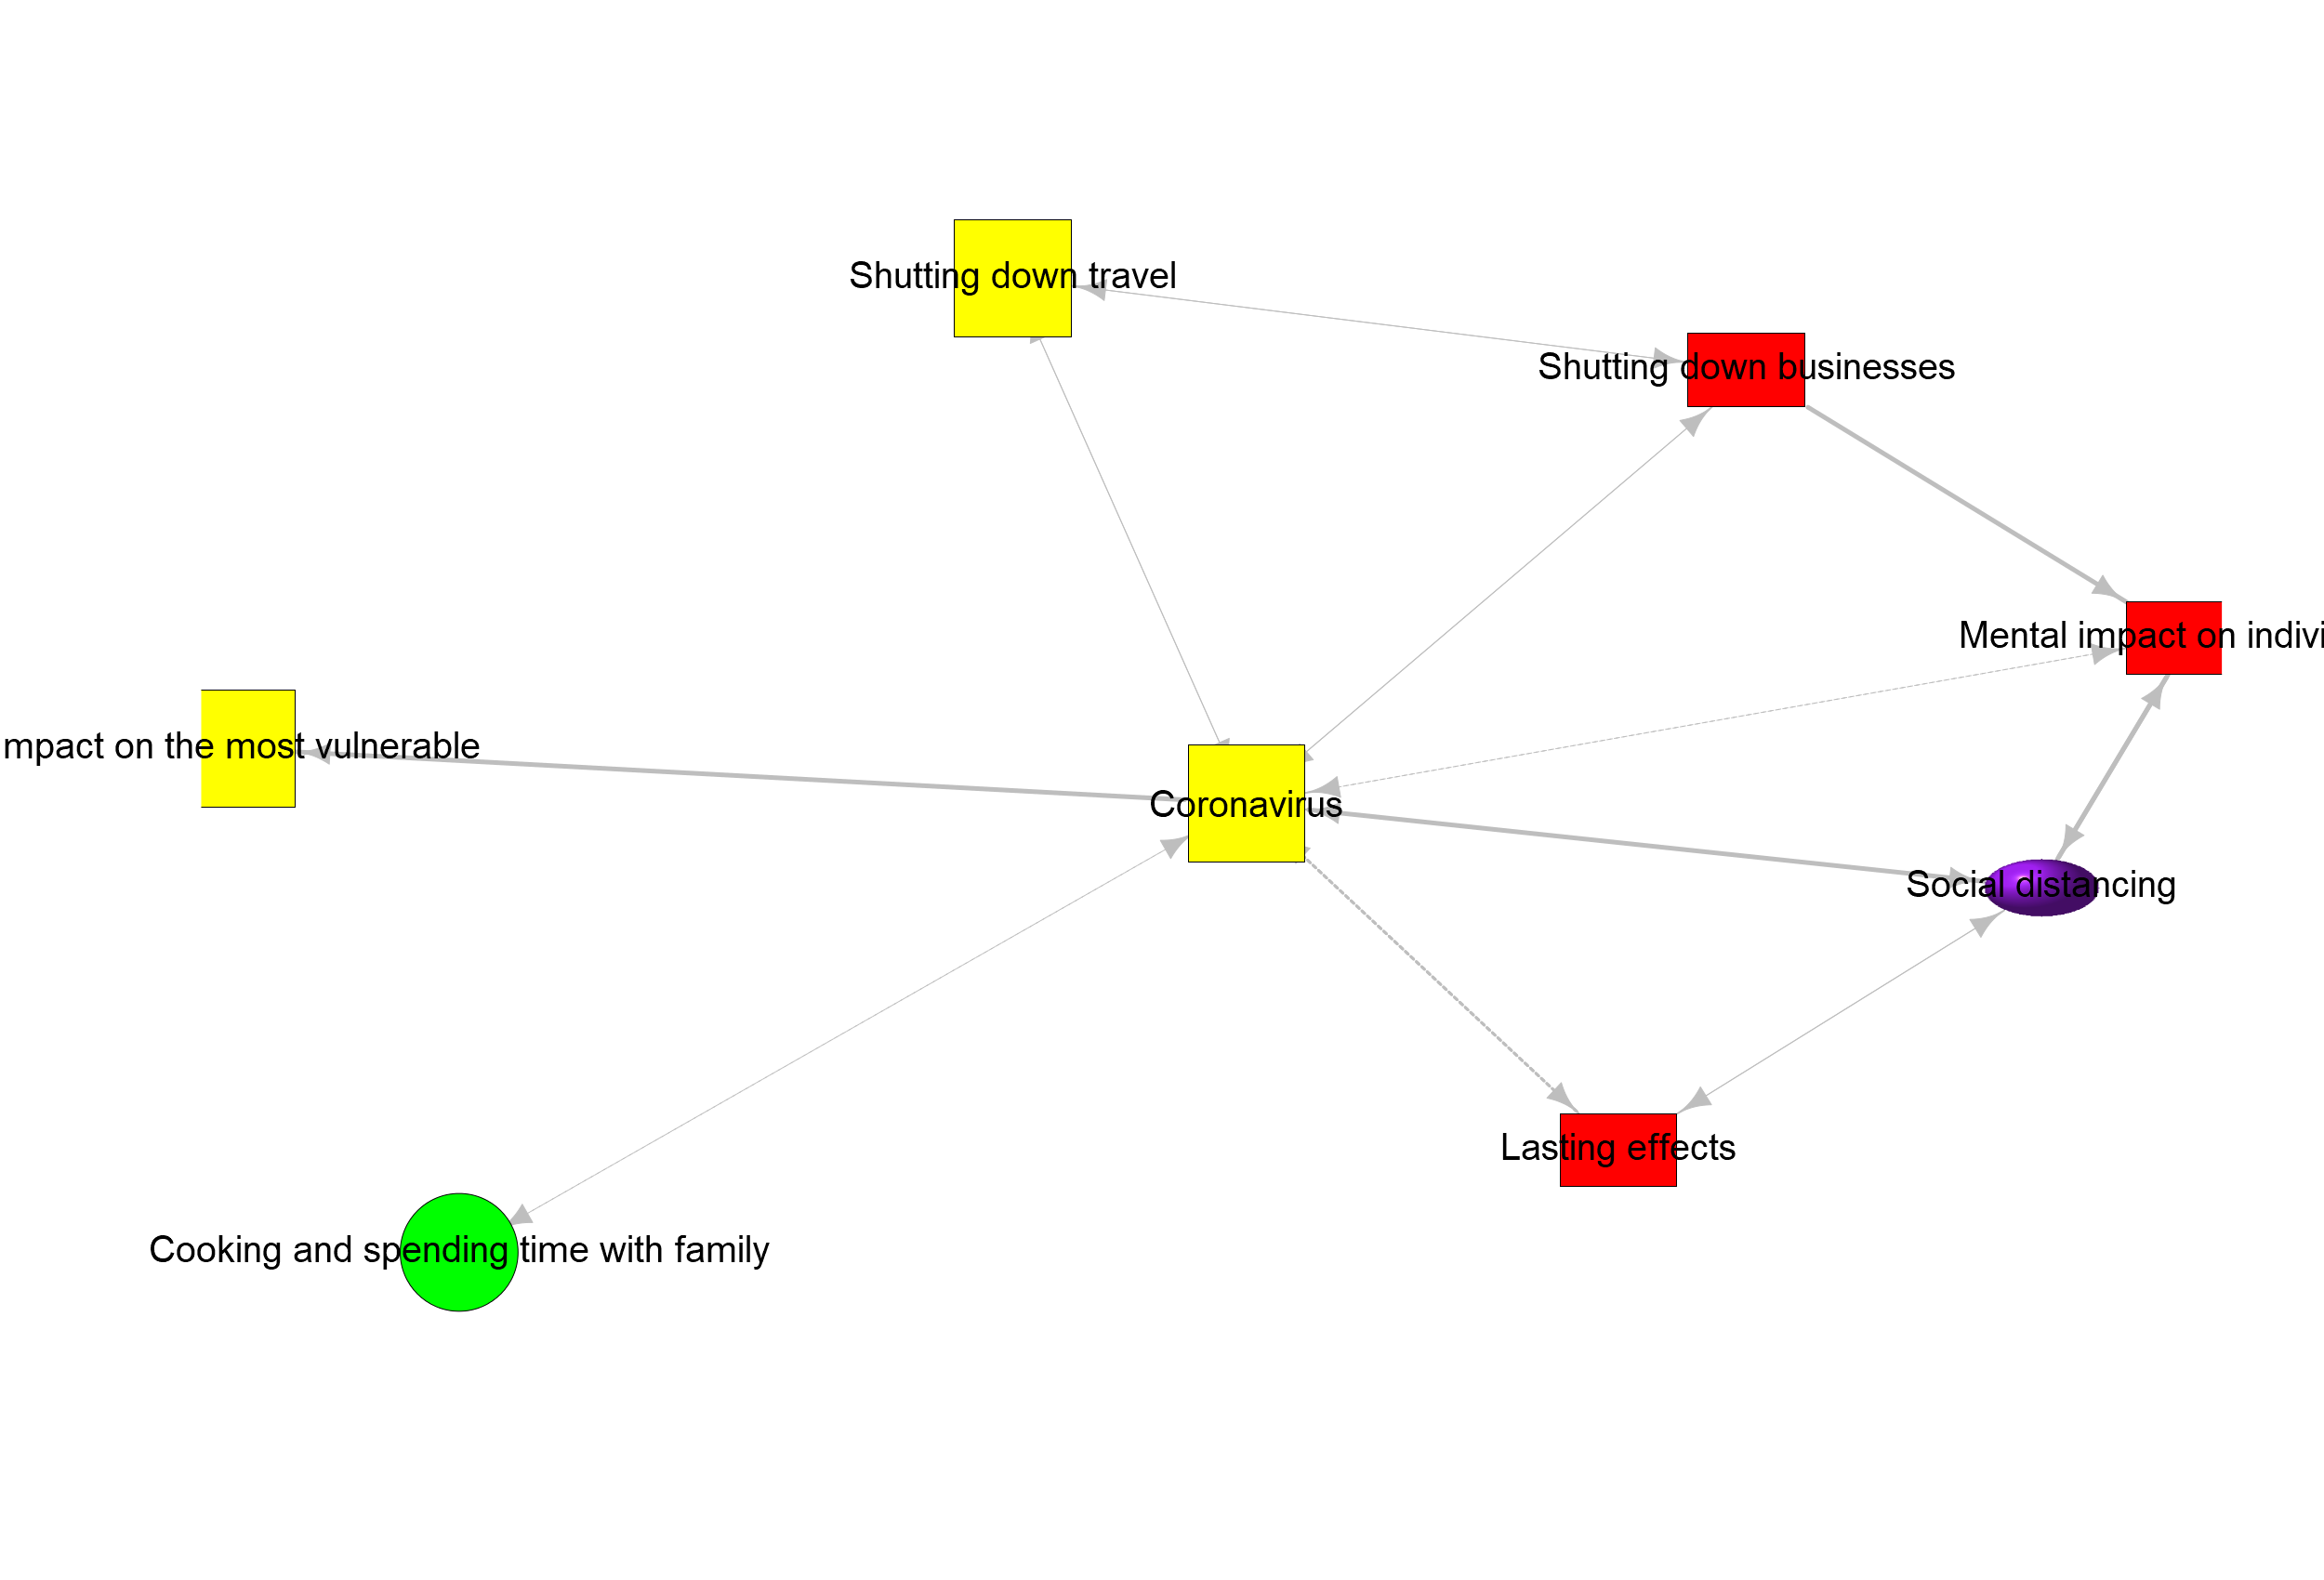 Shutting down travel
Shutting down businesses
Mental impact on indivi
mpact on the most vulnerable
Coronavirus
Social distancing
Lasting effects
Cooking and spending time with family